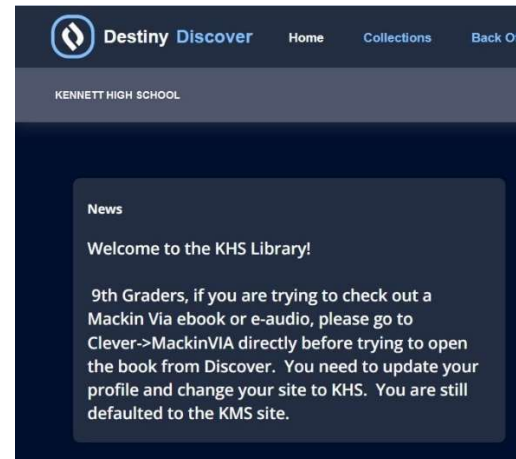 Destiny Discover Home Collections Back
KENNETT HIGH SCHOOL
News
Welcome to the KHS Library!
9th Graders, if you are trying to check out a
Mackin Via ebook or e-audio, please go to
Clever->MackinVIA directly before trying to open
the book from Discover.  You need to update your
profile and change your site to KHS.  You are still
defaulted to the KMS site.